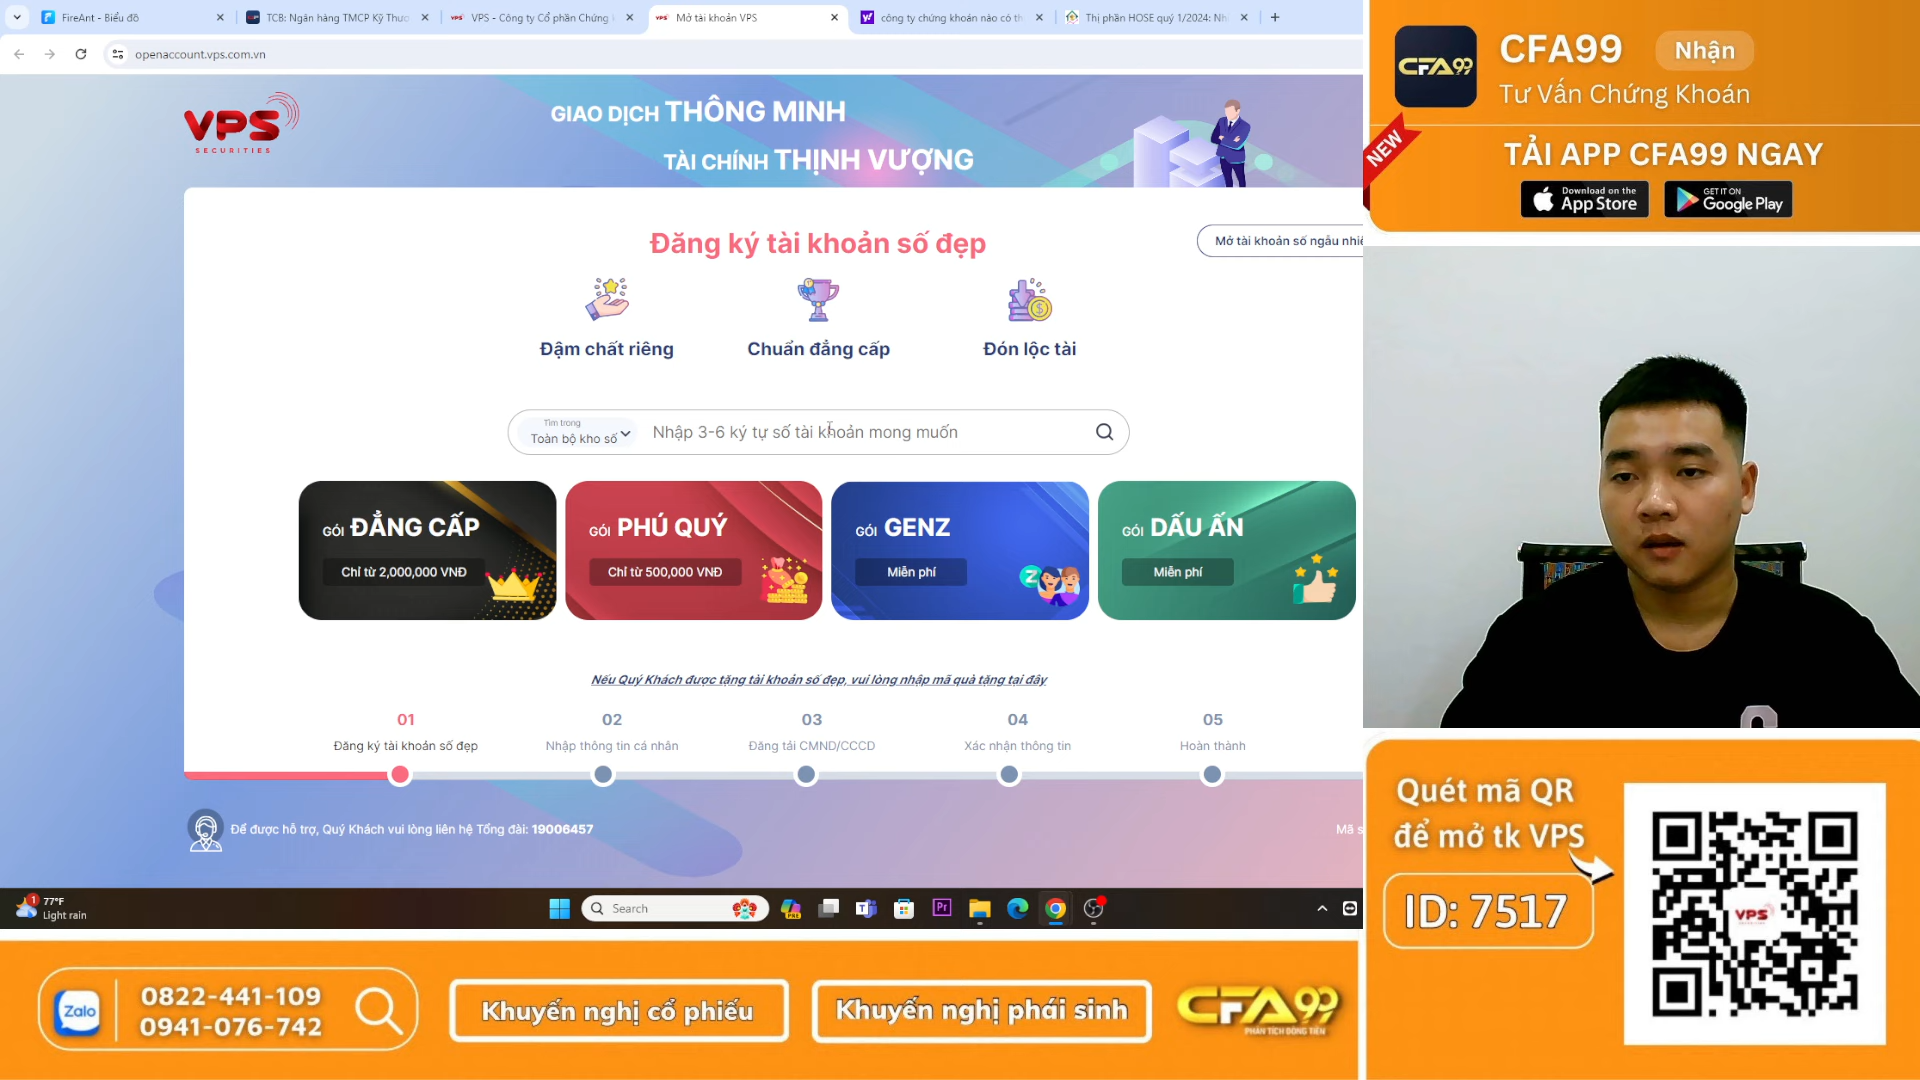 FireAnt - Biểu đồ
TCB: Ngân hàng TMCP Kỹ Thư
VPS - Công ty Cổ phần Chứng
Mở tài khoản VPS
công ty chứng khoán nào có th
Thị phần HOSE quý 1/2024:
openaccount.vps.com.vn
VPS
SECURITIES
GIAO DỊCH THÔNG MINH
TÀI CHÍNH THỊNH VƯỢNG
Đăng ký tài khoản số đẹp
Mở tài khoản số ngẫu nhiê
Đậm chất riêng
Chuẩn đẳng cấp
Đón lộc tài
Tìm trong
Toàn bộ kho số
Nhập 3-6 ký tự số tài khoản mong muốn
GÓI ĐẲNG CẤP
Chỉ từ 2,000,000 VNĐ
GÓI PHÚ QUÝ
Chỉ từ 500,000 VNĐ
GÓI GENZ
Miễn phí
GÓI DẤU ẤN
Miễn phí
Nếu Quý Khách được tặng tài khoản số đẹp, vui lòng nhập mã quà tặng tại đây
01
02
03
04
05
Đăng ký tài khoản số đẹp
Nhập thông tin cá nhân
Đăng tải CMND/CCCD
Xác nhận thông tin
Hoàn thành
Để được hỗ trợ, Quý Khách vui lòng liên hệ Tổng đài: 19006457
Mã s
1
77°F
Light rain
Search
PRE
Pr
Zalo
0822-441-109
0941-076-742
Khuyến nghị cổ phiếu
Khuyến nghị phái sinh
CFA99
PHÂN TÍCH DÒNG TIỀN
CFA99
CFA99
Nhận
Tư Vấn Chứng Khoán
NEW
TẢI APP CFA99 NGAY
Download on the
App Store
GET IT ON
Google Play
Quét mã QR
để mở tk VPS
ID: 7517
VPS